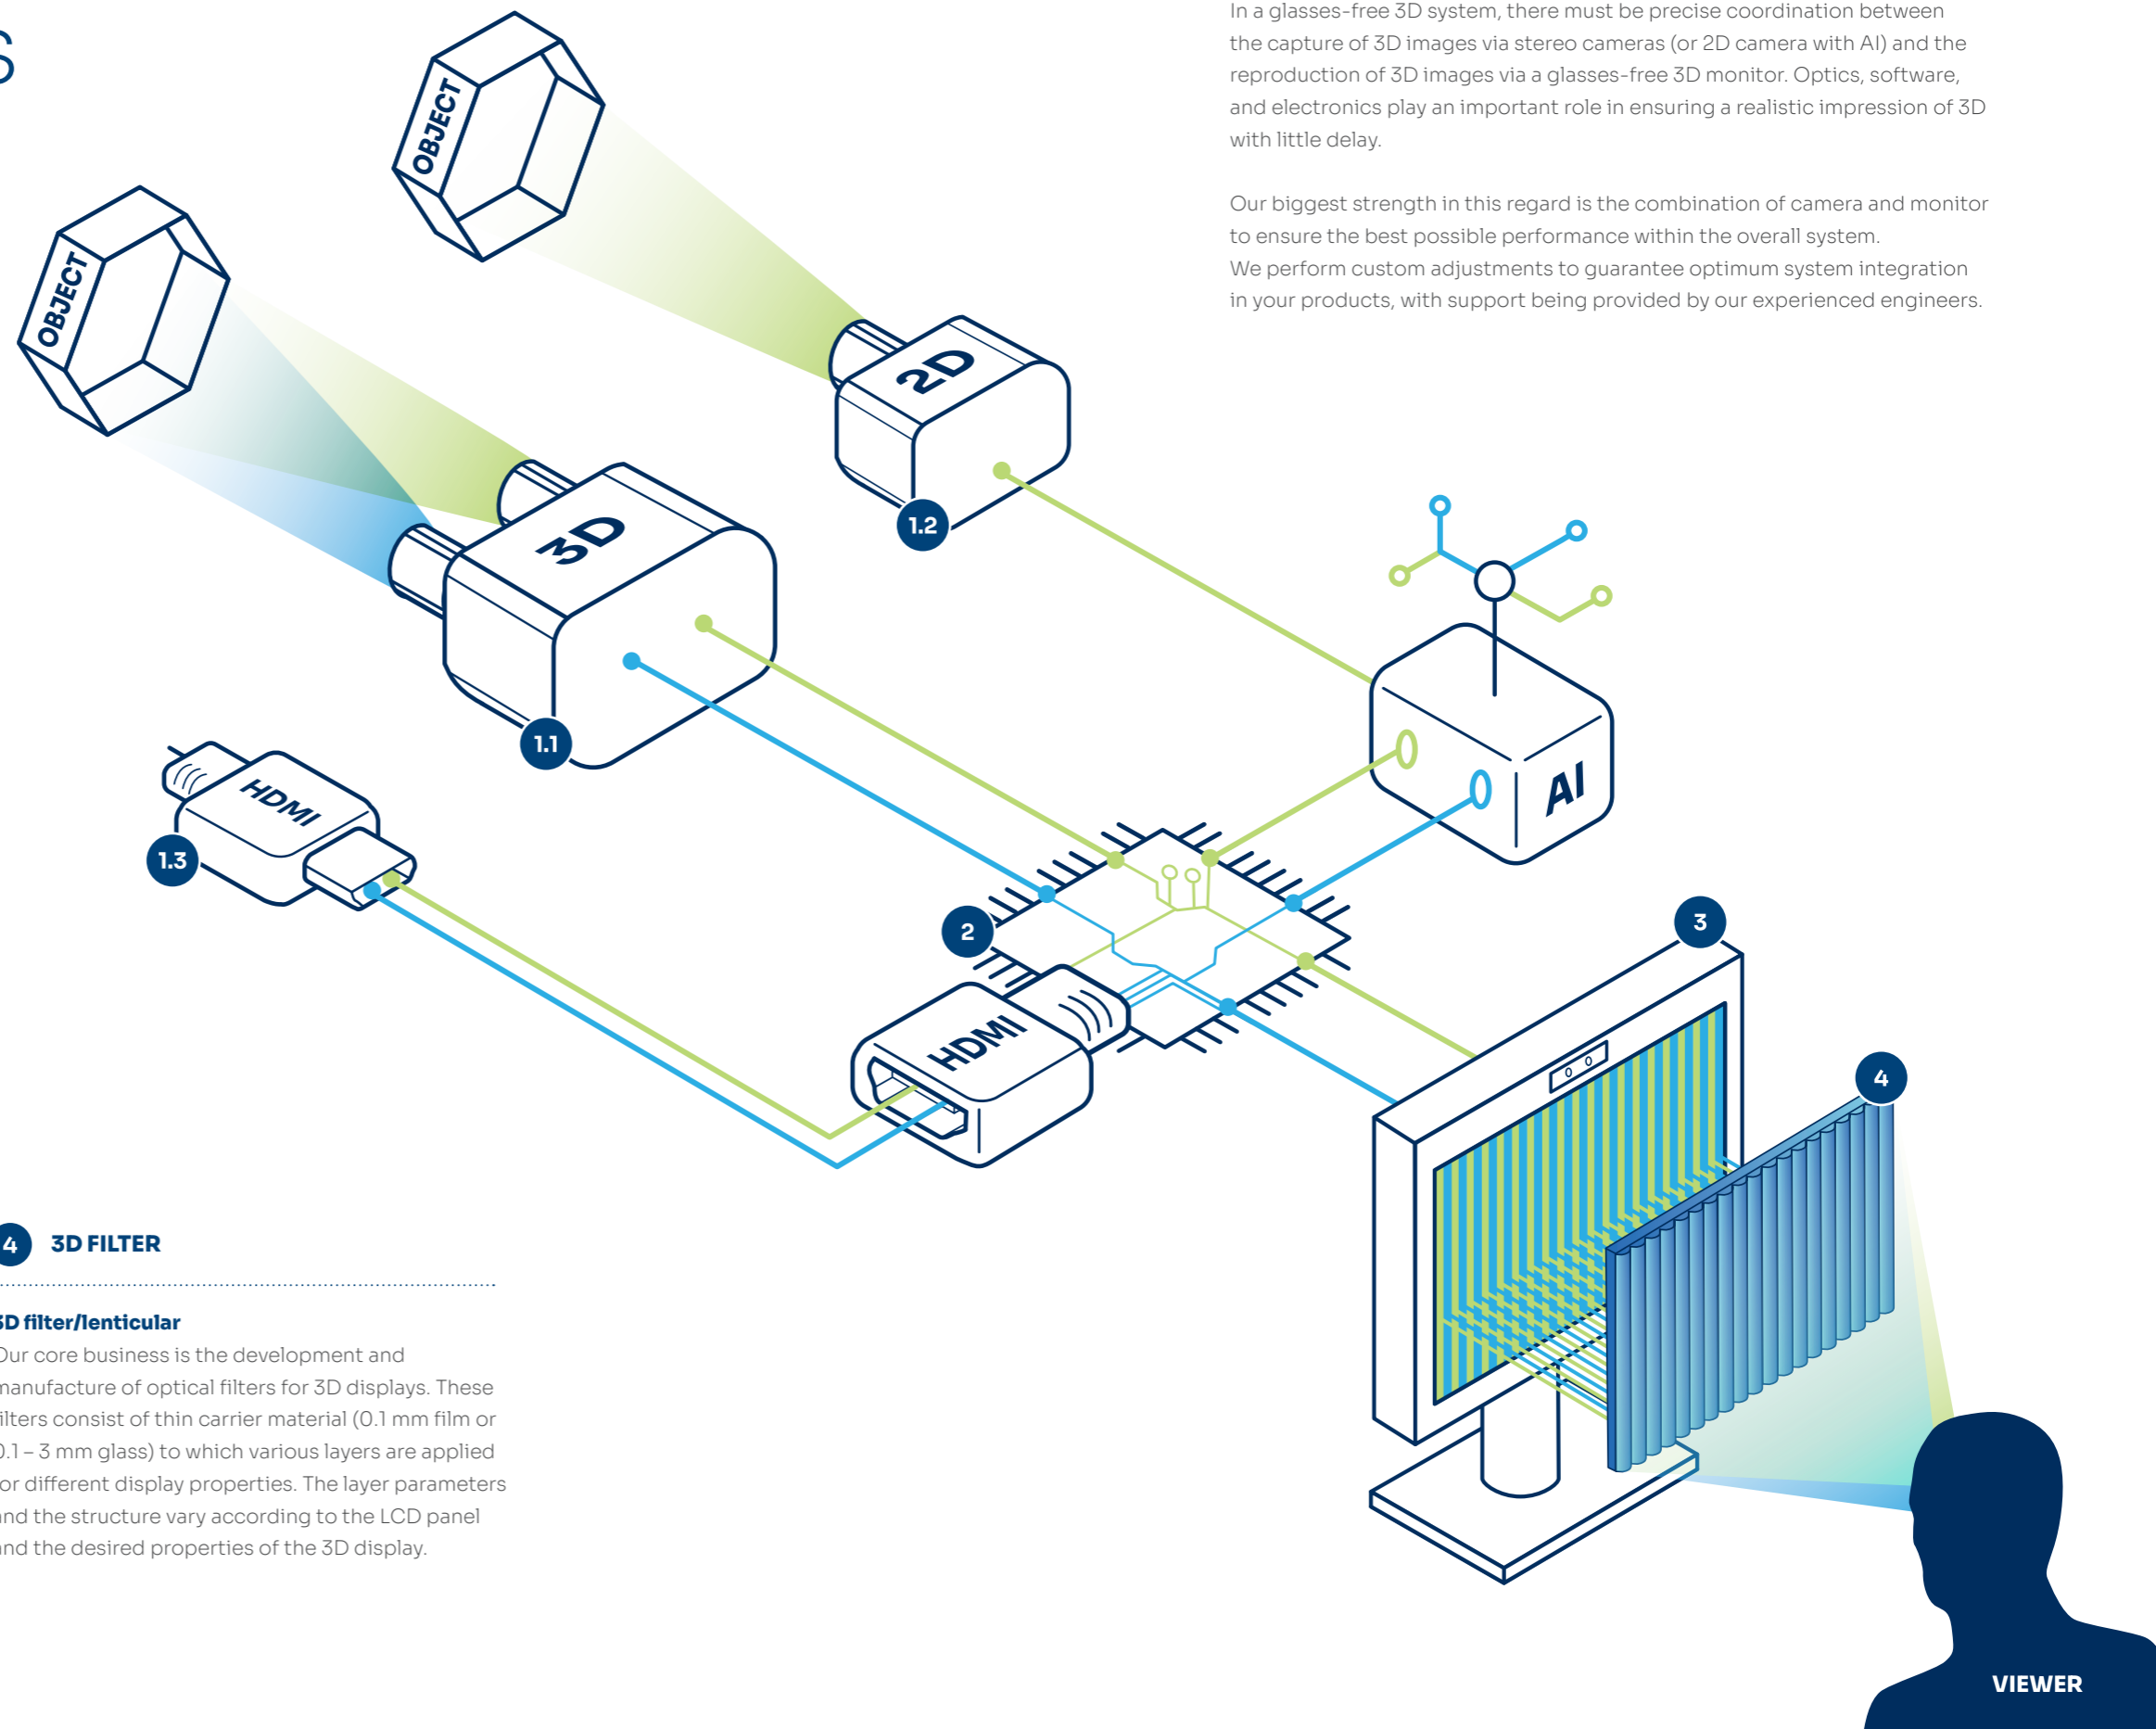 S
In a glasses-free 3D system, there must be precise coordination between
the capture of 3D images via stereo cameras (or 2D camera with AI) and the
reproduction of 3D images via a glasses-free 3D monitor. Optics, software,
and electronics play an important role in ensuring a realistic impression of 3D
with little delay.
Our biggest strength in this regard is the combination of camera and monitor
to ensure the best possible performance within the overall system.
We perform custom adjustments to guarantee optimum system integration
in your products, with support being provided by our experienced engineers.
OBJECT
OBJECT
2D
1.2
3D
1.1
AI
HDMI
1.3
2
HDMI
3
4
4 3D FILTER
3D filter/lenticular
Our core business is the development and
manufacture of optical filters for 3D displays. These
filters consist of thin carrier material (0.1 mm film or
0.1 – 3 mm glass) to which various layers are applied
for different display properties. The layer parameters
and the structure vary according to the LCD panel
and the desired properties of the 3D display.
VIEWER